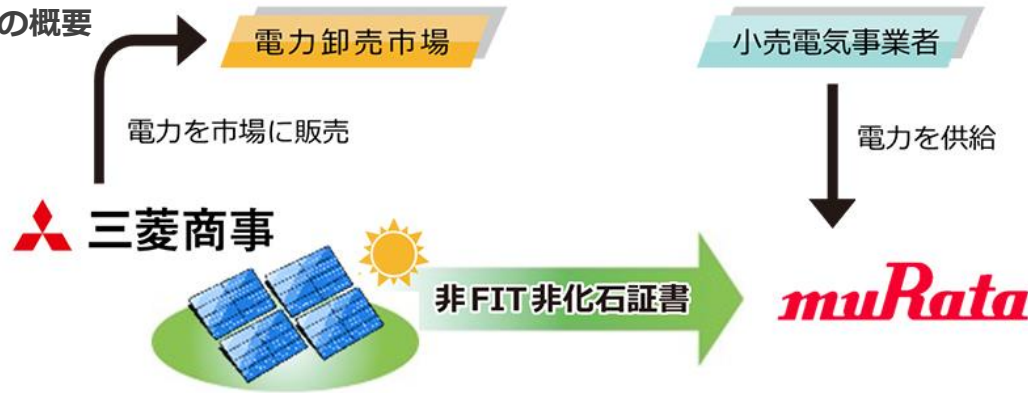 の概要
電力卸売市場
小売電気事業者
電力を市場に販売
電力を供給
三菱商事
非FIT非化石証書
muRata